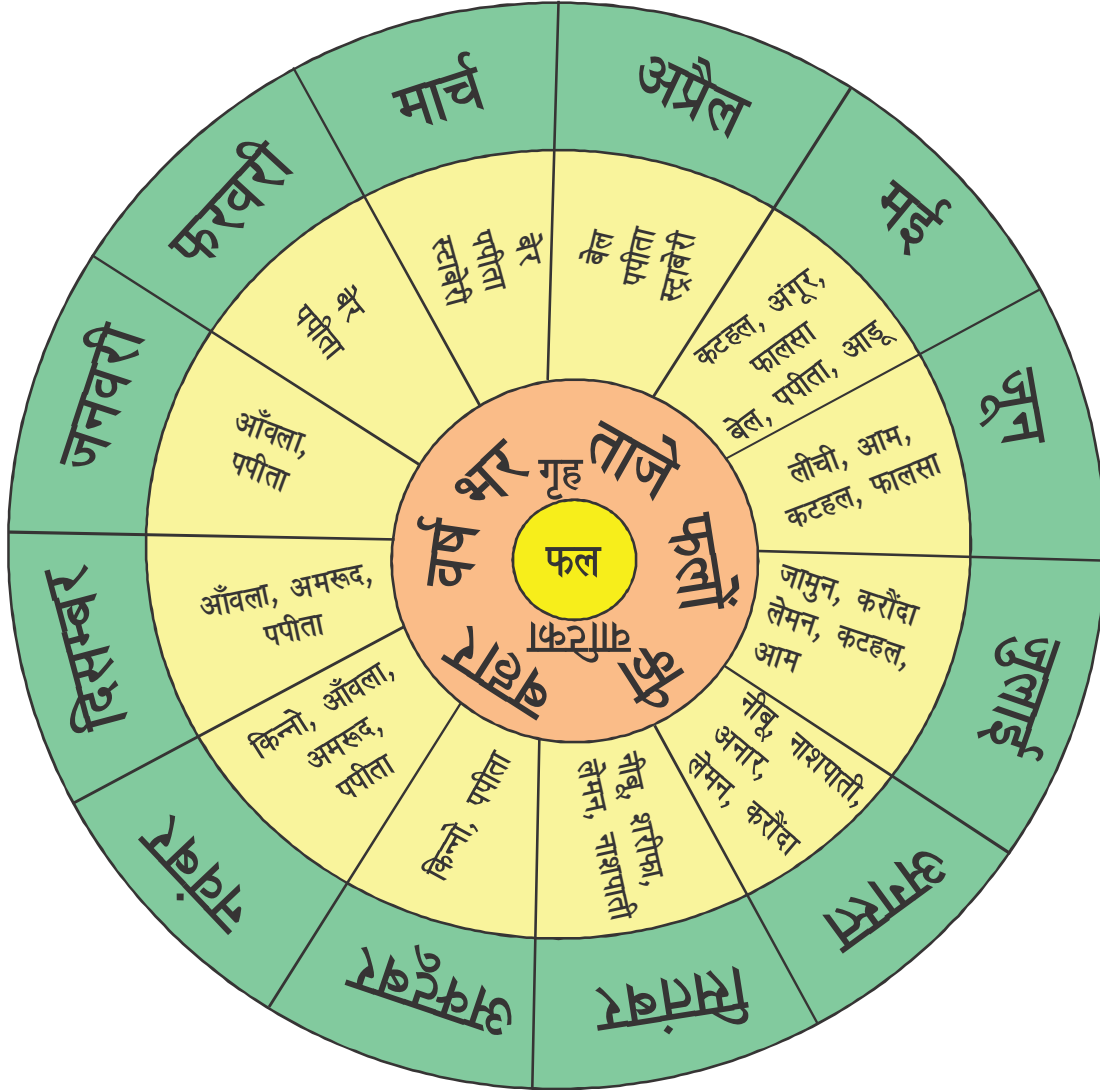 फल
गृह
वाटिका
वर्ष भर ताजे फलों की बहार
जनवरी
आँवला,
पपीता
फरवरी
बैर
पपीता
मार्च
बेर
पपीता
स्टाबेरी
अप्रैल
बेल
पपीता
स्ट्राबेरी
मई
कटहल, अंगूर,
फालसा
बेल, पपीता, आडू
जून
लीची, आम,
कटहल, फालसा
जुलाई
जामुन, करौंदा
लेमन, कटहल,
आम
अगस्त
नीबू, नाशपाती,
अनार,
लेमन, करौंदा
सितंबर
नीबू, शरीफा,
लेमन, नाशपाती
अक्टूबर
किन्नो, पपीता
नवंबर
किन्नो, आँवला,
अमरूद,
पपीता
दिसम्बर
आँवला, अमरूद,
पपीता